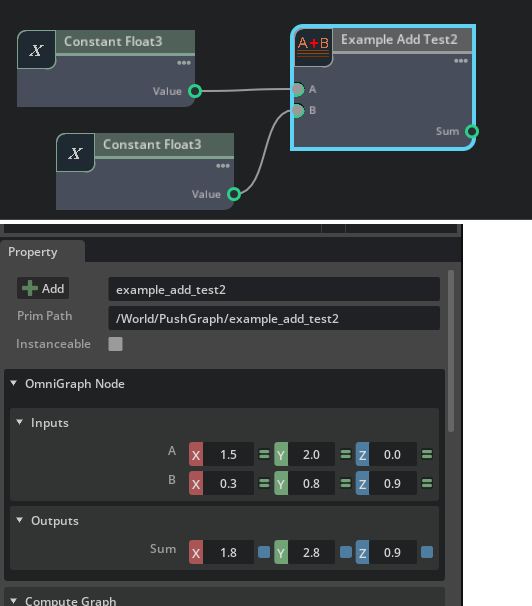 X Constant Float3
Value
X Constant Float3
Value
A+B Example Add Test2
A
B
Sum
Property
Add example_add_test2
Prim Path /World/PushGraph/example_add_test2
Instanceable
OmniGraph Node
Inputs
A X 1.5 Y 2.0 Z 0.0
B X 0.3 Y 0.8 Z 0.9
Outputs
Sum X 1.8 Y 2.8 Z 0.9
Compute Graph